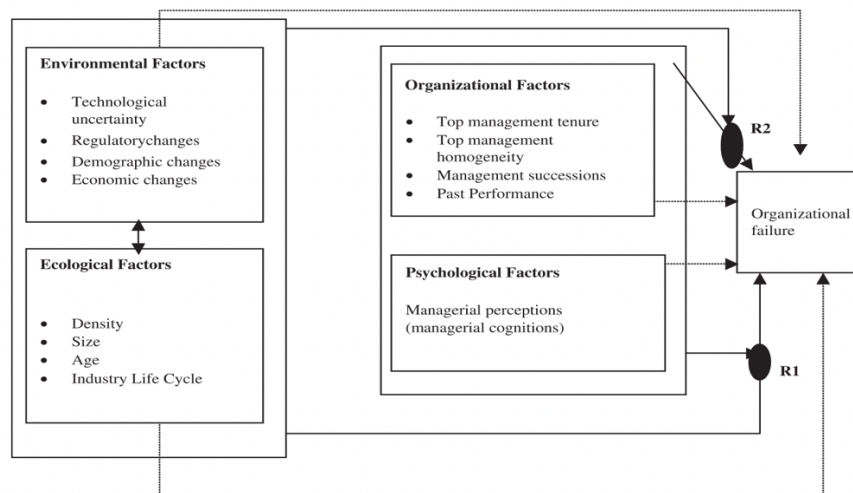 Environmental Factors
• Technological
uncertainty
• Regulatorychanges
• Demographic changes
• Economic changes
Ecological Factors
• Density
• Size
• Age
• Industry Life Cycle
Organizational Factors
• Top management tenure
• Top management
homogeneity
• Management successions
• Past Performance
Psychological Factors
Managerial perceptions
(managerial cognitions)
R2
Organizational
failure
R1